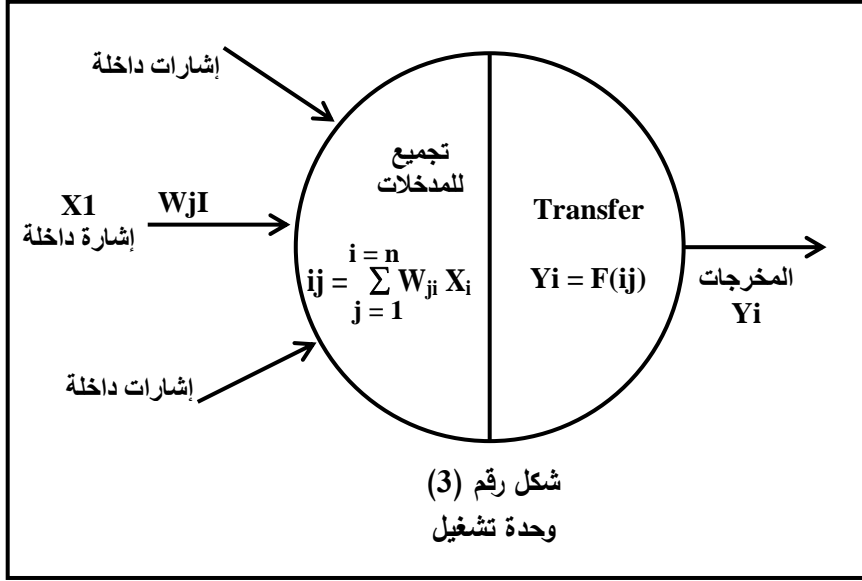 إشارات داخلة
X1
إشارة داخلة
WjI
إشارات داخلة
تجميع
للمدخلات
i = n
ij = ∑ Wji Xi
j = 1
Transfer
Yi = F(ij)
المخرجات
Yi
شكل رقم (3)
وحدة تشغيل